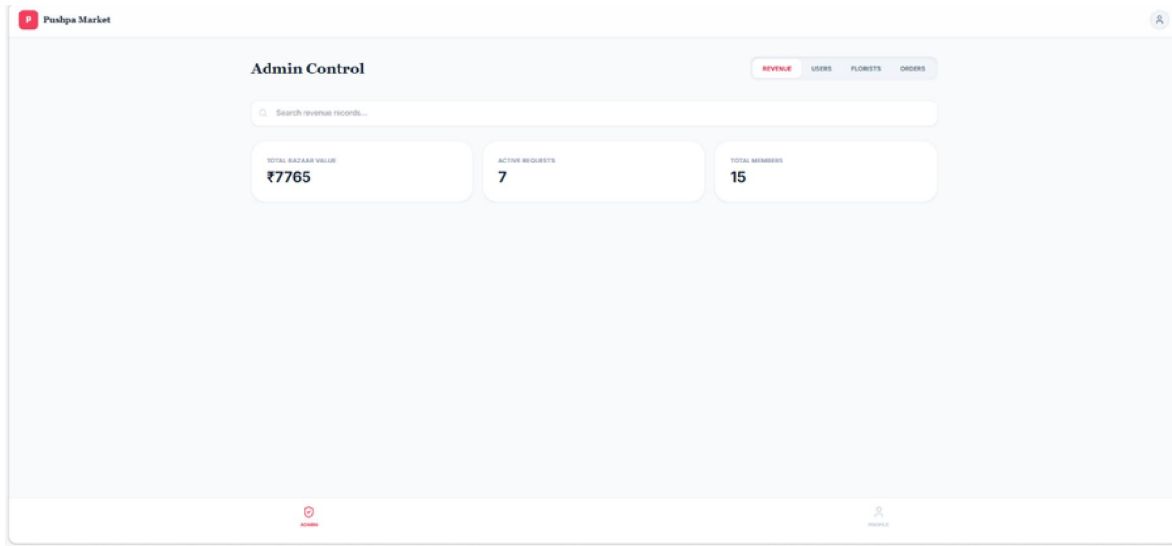 P Pushpa Market
Admin Control
REVENUE USERS FLORISTS ORDERS
Search revenue records...
TOTAL BAZAAR VALUE ACTIVE REQUESTS TOTAL MEMBERS
₹7765 7 15
ADMIN PROFILE